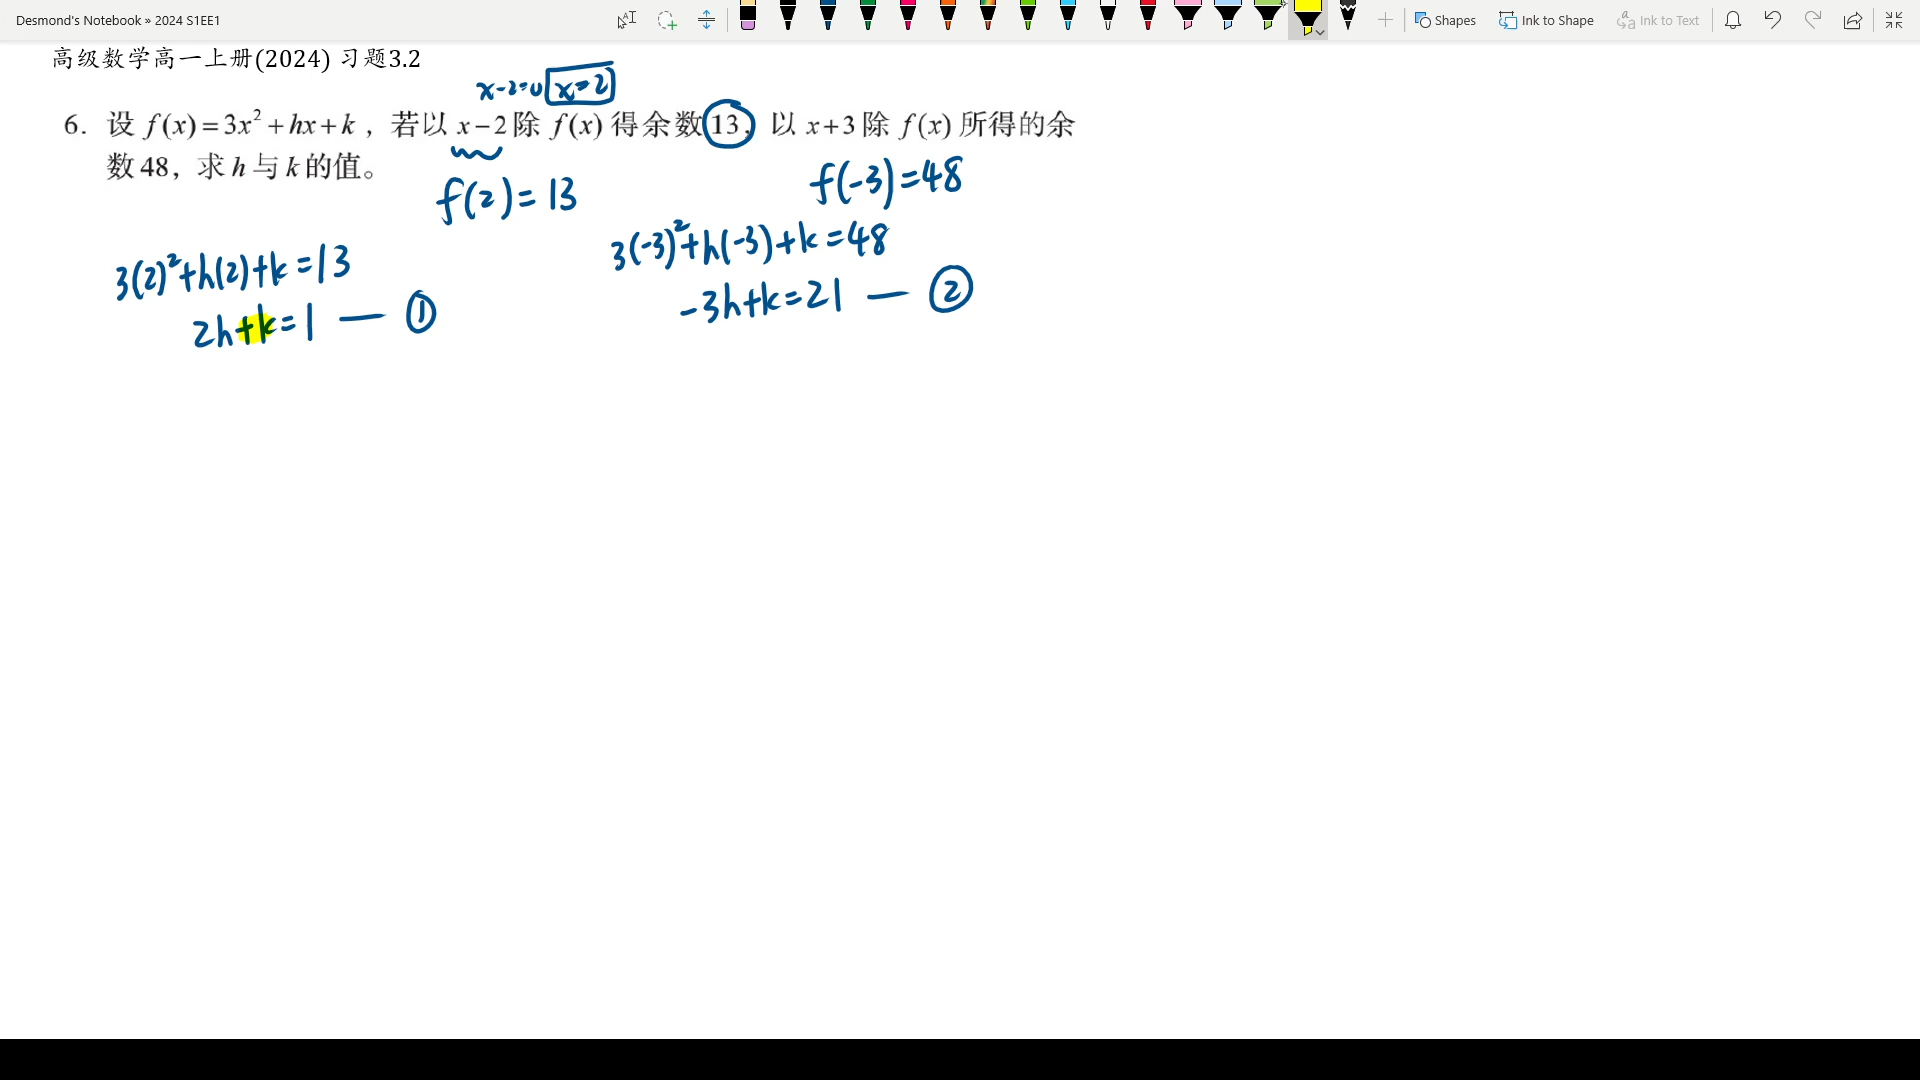 Desmond's Notebook » 2024 S1EE1
Shapes
Ink to Shape
Ink to Text
高级数学高一上册(2024) 习题3.2
x-2=0 x=2
6. 设 f(x)=3x²+hx+k，若以 x-2 除 f(x) 得余数 13，以 x+3 除 f(x) 所得的余
数 48，求 h 与 k 的值。
f(2)=13
f(-3)=48
3(2)²+h(2)+k=13
2h+k=1 — ①
3(-3)²+h(-3)+k=48
-3h+k=21 — ②